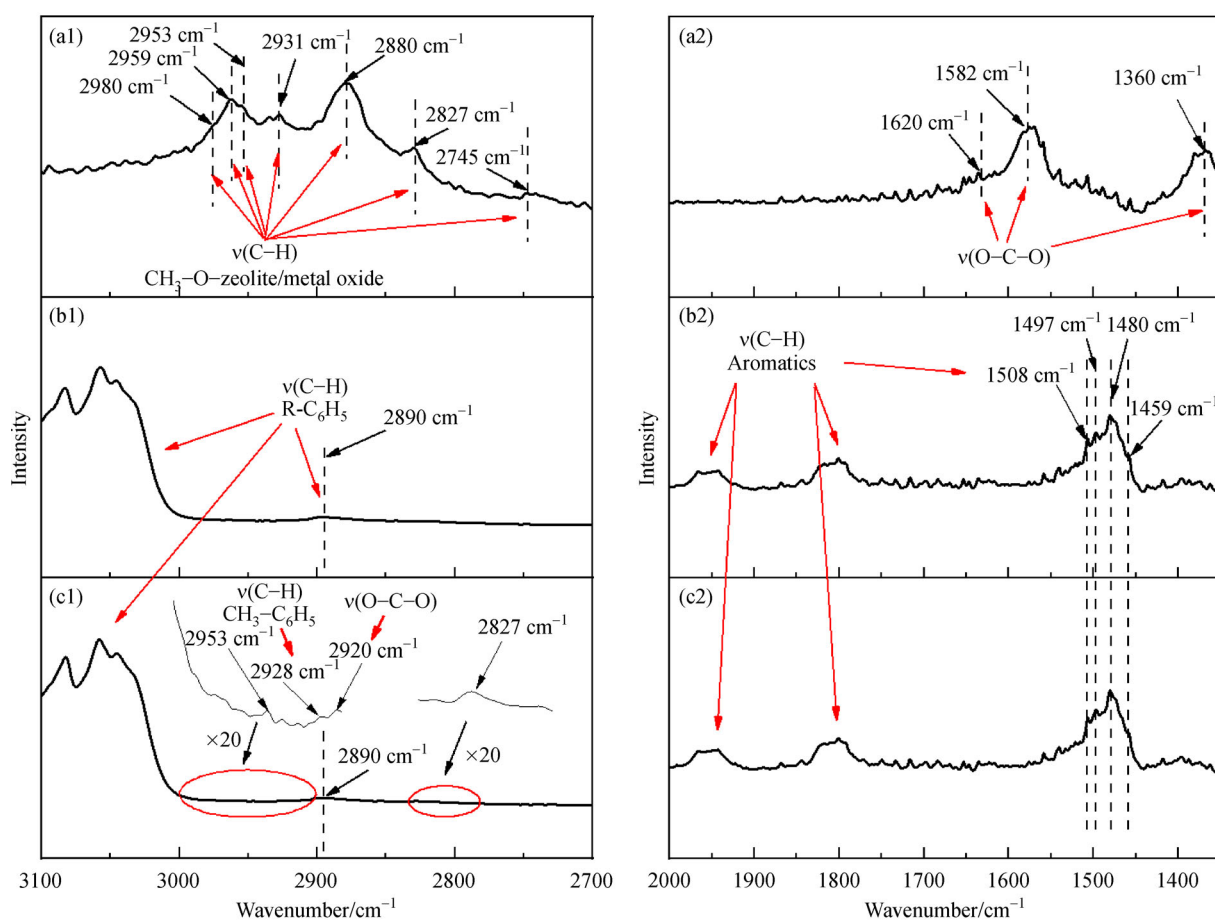 (a1)
2953 cm⁻¹
2959 cm⁻¹
2980 cm⁻¹
2931 cm⁻¹
2880 cm⁻¹
2827 cm⁻¹
2745 cm⁻¹
ν(C−H)
CH₃−O−zeolite/metal oxide
(b1)
ν(C−H)
R-C₆H₅
2890 cm⁻¹
Intensity
(c1)
ν(C−H)
CH₃−C₆H₅
ν(O−C−O)
2953 cm⁻¹
2928 cm⁻¹
2920 cm⁻¹
2827 cm⁻¹
×20
2890 cm⁻¹
×20
3100 3000 2900 2800 2700
Wavenumber/cm⁻¹
(a2)
1582 cm⁻¹
1360 cm⁻¹
1620 cm⁻¹
ν(O−C−O)
(b2)
ν(C−H)
Aromatics
1497 cm⁻¹
1480 cm⁻¹
1508 cm⁻¹
1459 cm⁻¹
Intensity
(c2)
2000 1900 1800 1700 1600 1500 1400
Wavenumber/cm⁻¹